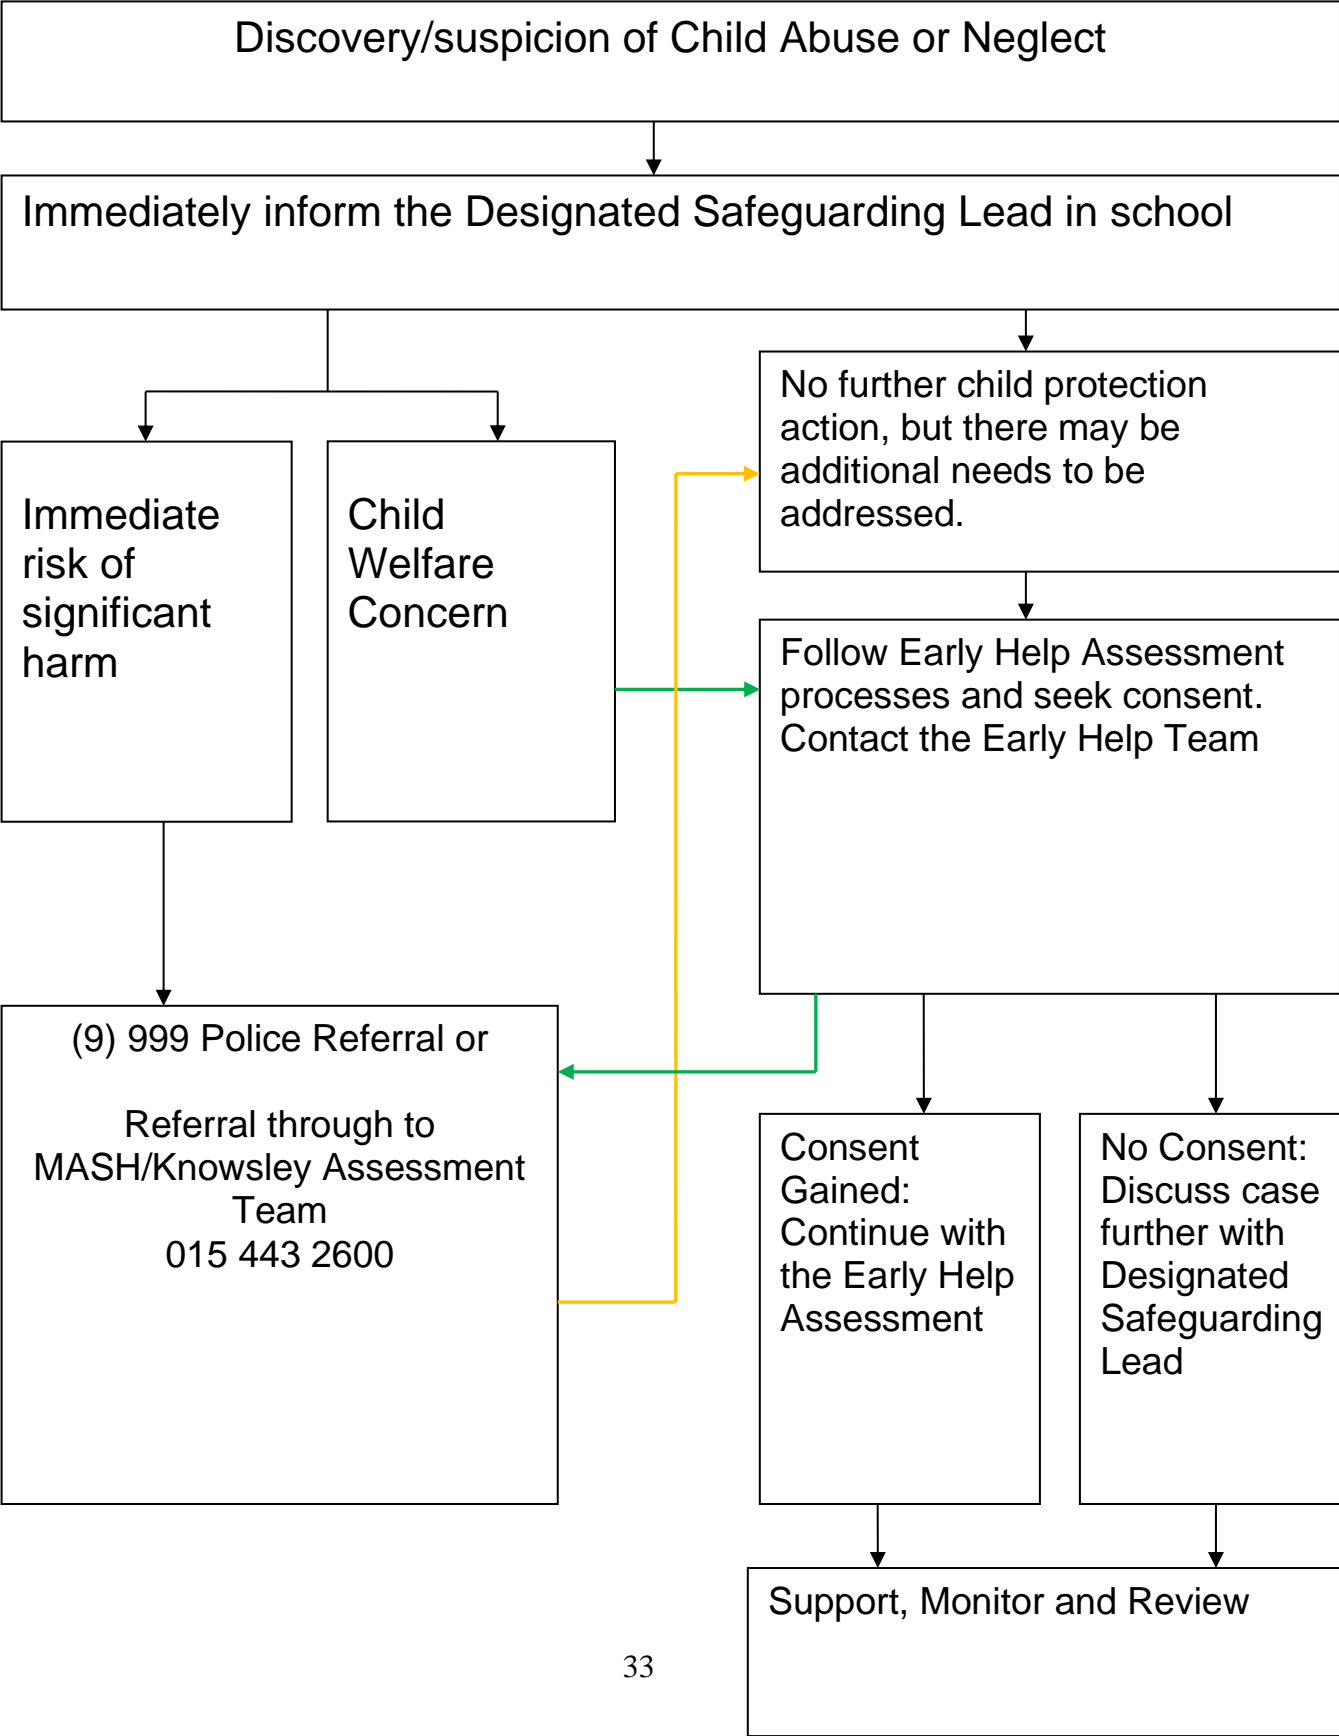 Discovery/suspicion of Child Abuse or Neglect
Immediately inform the Designated Safeguarding Lead in school
No further child protection
action, but there may be
additional needs to be
addressed.
Immediate
risk of
significant
harm
Child
Welfare
Concern
Follow Early Help Assessment
processes and seek consent.
Contact the Early Help Team
(9) 999 Police Referral or
Referral through to
MASH/Knowsley Assessment
Team
015 443 2600
Consent
Gained:
Continue with
the Early Help
Assessment
No Consent:
Discuss case
further with
Designated
Safeguarding
Lead
Support, Monitor and Review
33